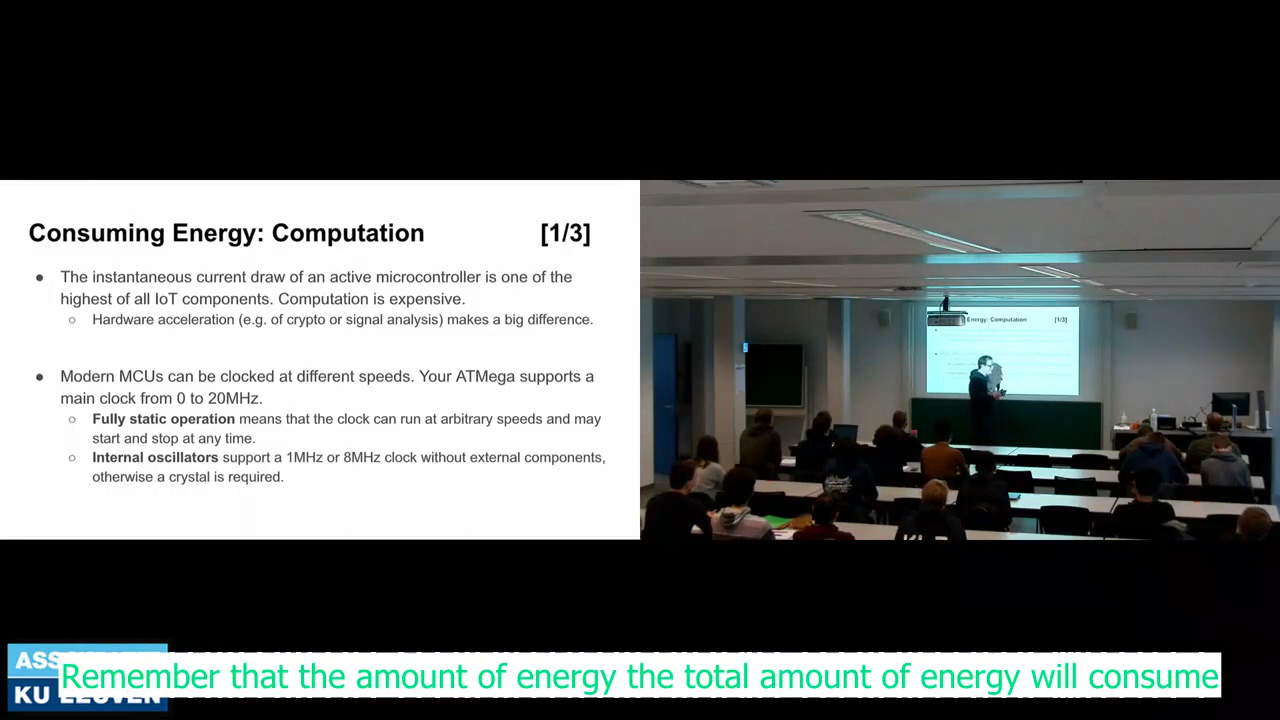 Consuming Energy: Computation [1/3]
● The instantaneous current draw of an active microcontroller is one of the
highest of all IoT components. Computation is expensive.
○ Hardware acceleration (e.g. of crypto or signal analysis) makes a big difference.
● Modern MCUs can be clocked at different speeds. Your ATMega supports a
main clock from 0 to 20MHz.
○ Fully static operation means that the clock can run at arbitrary speeds and may
start and stop at any time.
○ Internal oscillators support a 1MHz or 8MHz clock without external components,
otherwise a crystal is required.
Energy: Computation [1/3]
Remember that the amount of energy the total amount of energy will consume
KU LEUVEN